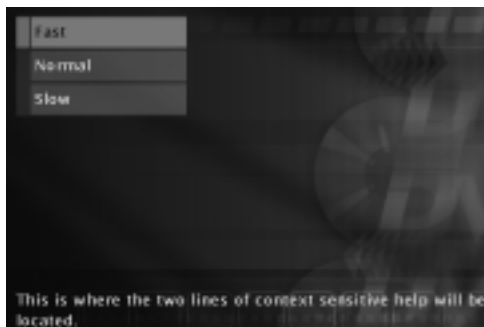 Fast
Normal
Slow
This is where the two lines of context sensitive help will be
located.